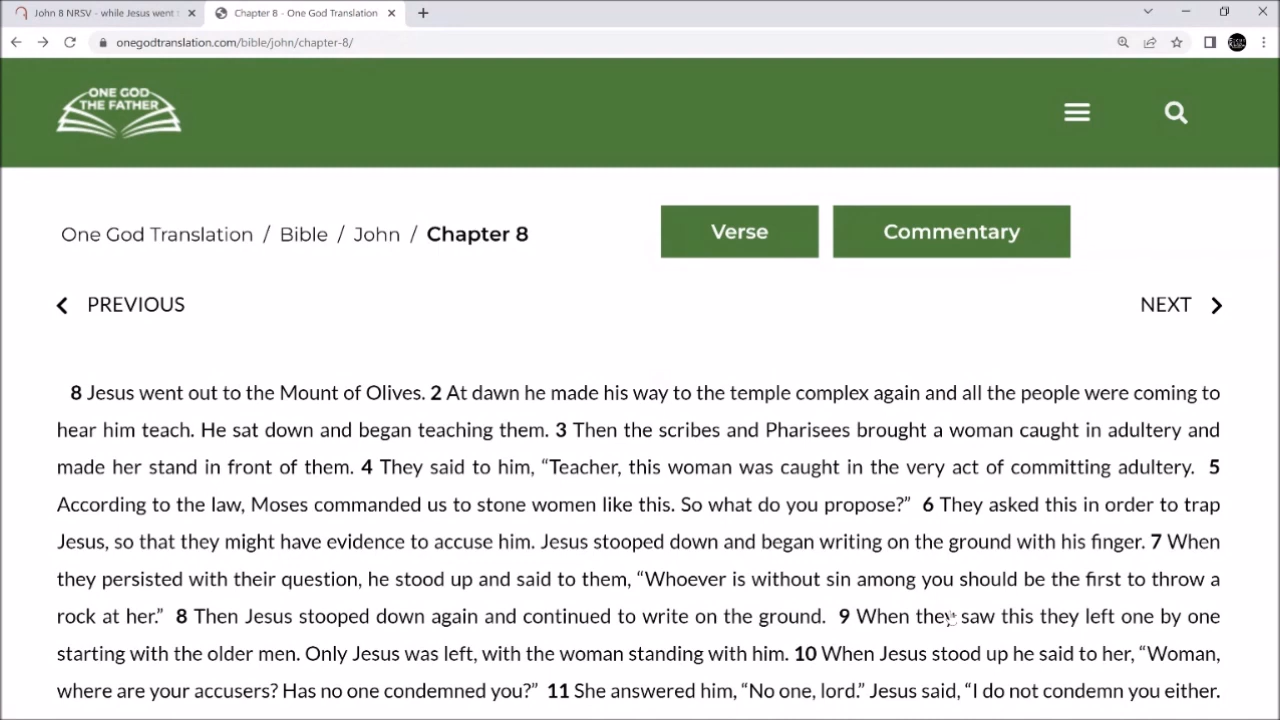 John 8 NRSV - while Jesus went
Chapter 8 - One God Translation
onegodtranslation.com/bible/john/chapter-8/
ONE GOD
THE FATHER
One God Translation / Bible / John / Chapter 8
Verse
Commentary
PREVIOUS
NEXT
8 Jesus went out to the Mount of Olives. 2 At dawn he made his way to the temple complex again and all the people were coming to
hear him teach. He sat down and began teaching them. 3 Then the scribes and Pharisees brought a woman caught in adultery and
made her stand in front of them. 4 They said to him, “Teacher, this woman was caught in the very act of committing adultery. 5
According to the law, Moses commanded us to stone women like this. So what do you propose?” 6 They asked this in order to trap
Jesus, so that they might have evidence to accuse him. Jesus stooped down and began writing on the ground with his finger. 7 When
they persisted with their question, he stood up and said to them, “Whoever is without sin among you should be the first to throw a
rock at her.” 8 Then Jesus stooped down again and continued to write on the ground. 9 When they saw this they left one by one
starting with the older men. Only Jesus was left, with the woman standing with him. 10 When Jesus stood up he said to her, “Woman,
where are your accusers? Has no one condemned you?” 11 She answered him, “No one, lord.” Jesus said, “I do not condemn you either.